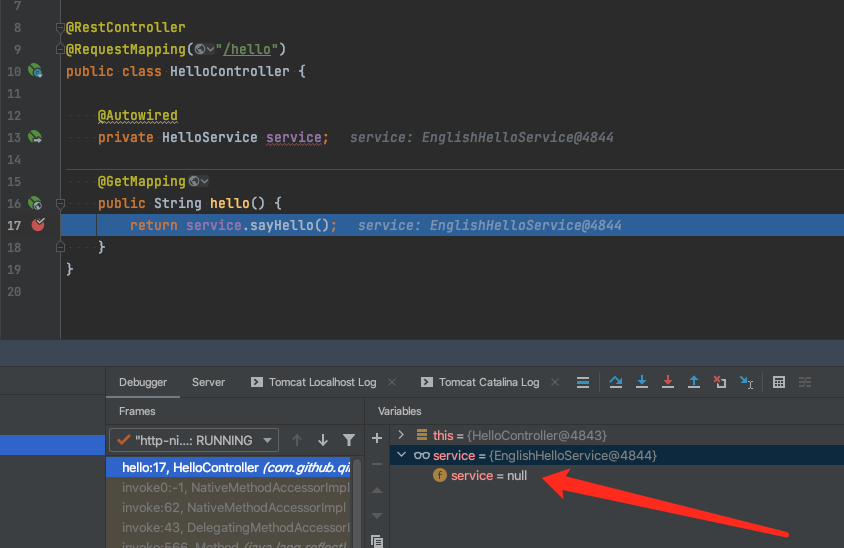 7
8 @RestController
9 @RequestMapping("/hello")
10 public class HelloController {
11
12 @Autowired
13 private HelloService service; service: EnglishHelloService@4844
14
15 @GetMapping
16 public String hello() {
17 return service.sayHello(); service: EnglishHelloService@4844
18 }
19 }
20
Debugger Server Tomcat Localhost Log Tomcat Catalina Log
Frames Variables
"http-ni...: RUNNING
this = {HelloController@4843}
hello:17, HelloController (com.github.qi
service = {EnglishHelloService@4844}
invoke0:-1, NativeMethodAccessorImpl
service = null
invoke:62, NativeMethodAccessorImpl
invoke:43, DelegatingMethodAccessorI
invoke:566, Method (java.lang.reflect)